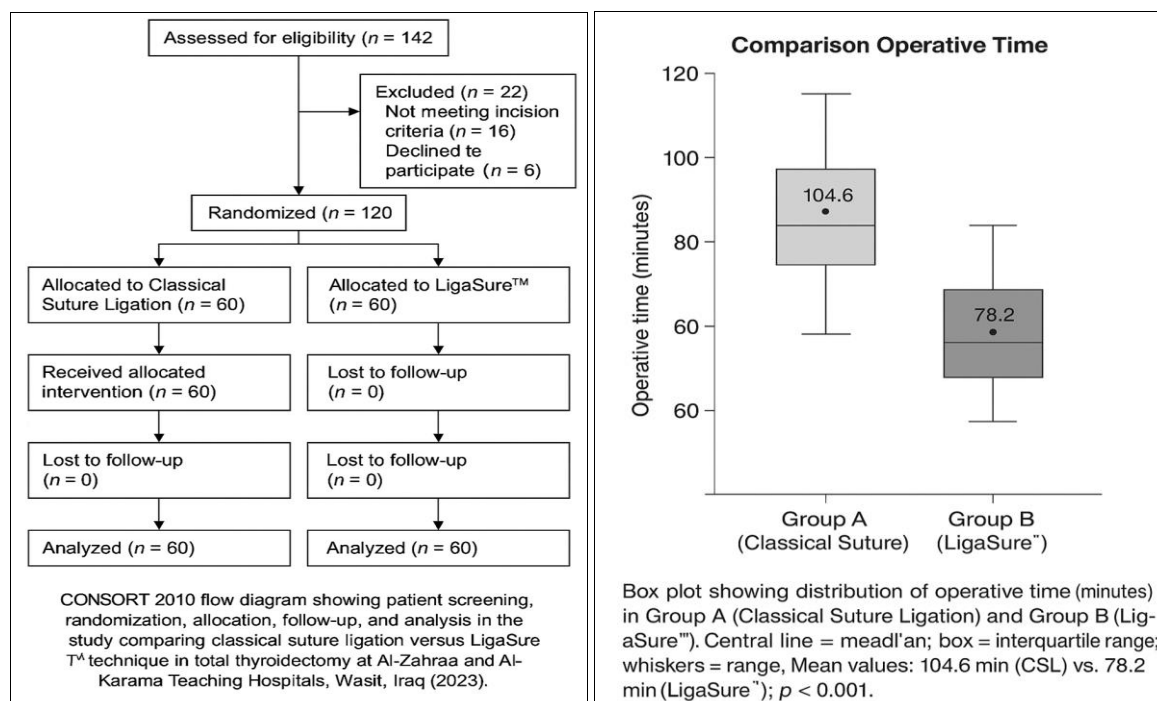 Assessed for eligibility (n = 142
Excluded (n = 22)
Not meeting incision
criteria (n = 16)
Declined te
participate (n = 6)
Randomized (n = 120
Allocated to Classical
Suture Ligation (n = 60)
Allocated to LigaSure™
(n = 60)
Received allocated
intervention (n = 60)
Lost to follow-up
(n = 0)
Lost to follow-up
(n = 0)
Lost to follow-up
(n = 0)
Analyzed (n = 60)
Analyzed (n = 60)
CONSORT 2010 flow diagram showing patient screening,
randomization, allocation, follow-up, and analysis in the
study comparing classical suture ligation versus LigaSure
T^ technique in total thyroidectomy at Al-Zahraa and Al-
Karama Teaching Hospitals, Wasit, Iraq (2023).
Comparison Operative Time
Operative time (minutes)
120
100
80
60
60
104.6
78.2
Group A
(Classical Suture)
Group B
(LigaSure¨)
Box plot showing distribution of operative time (minutes)
in Group A (Classical Suture Ligation) and Group B (Lig-
aSure™). Central line = meadl'an; box = interquartile range;
whiskers = range, Mean values: 104.6 min (CSL) vs. 78.2
min (LigaSure¨); p < 0.001.